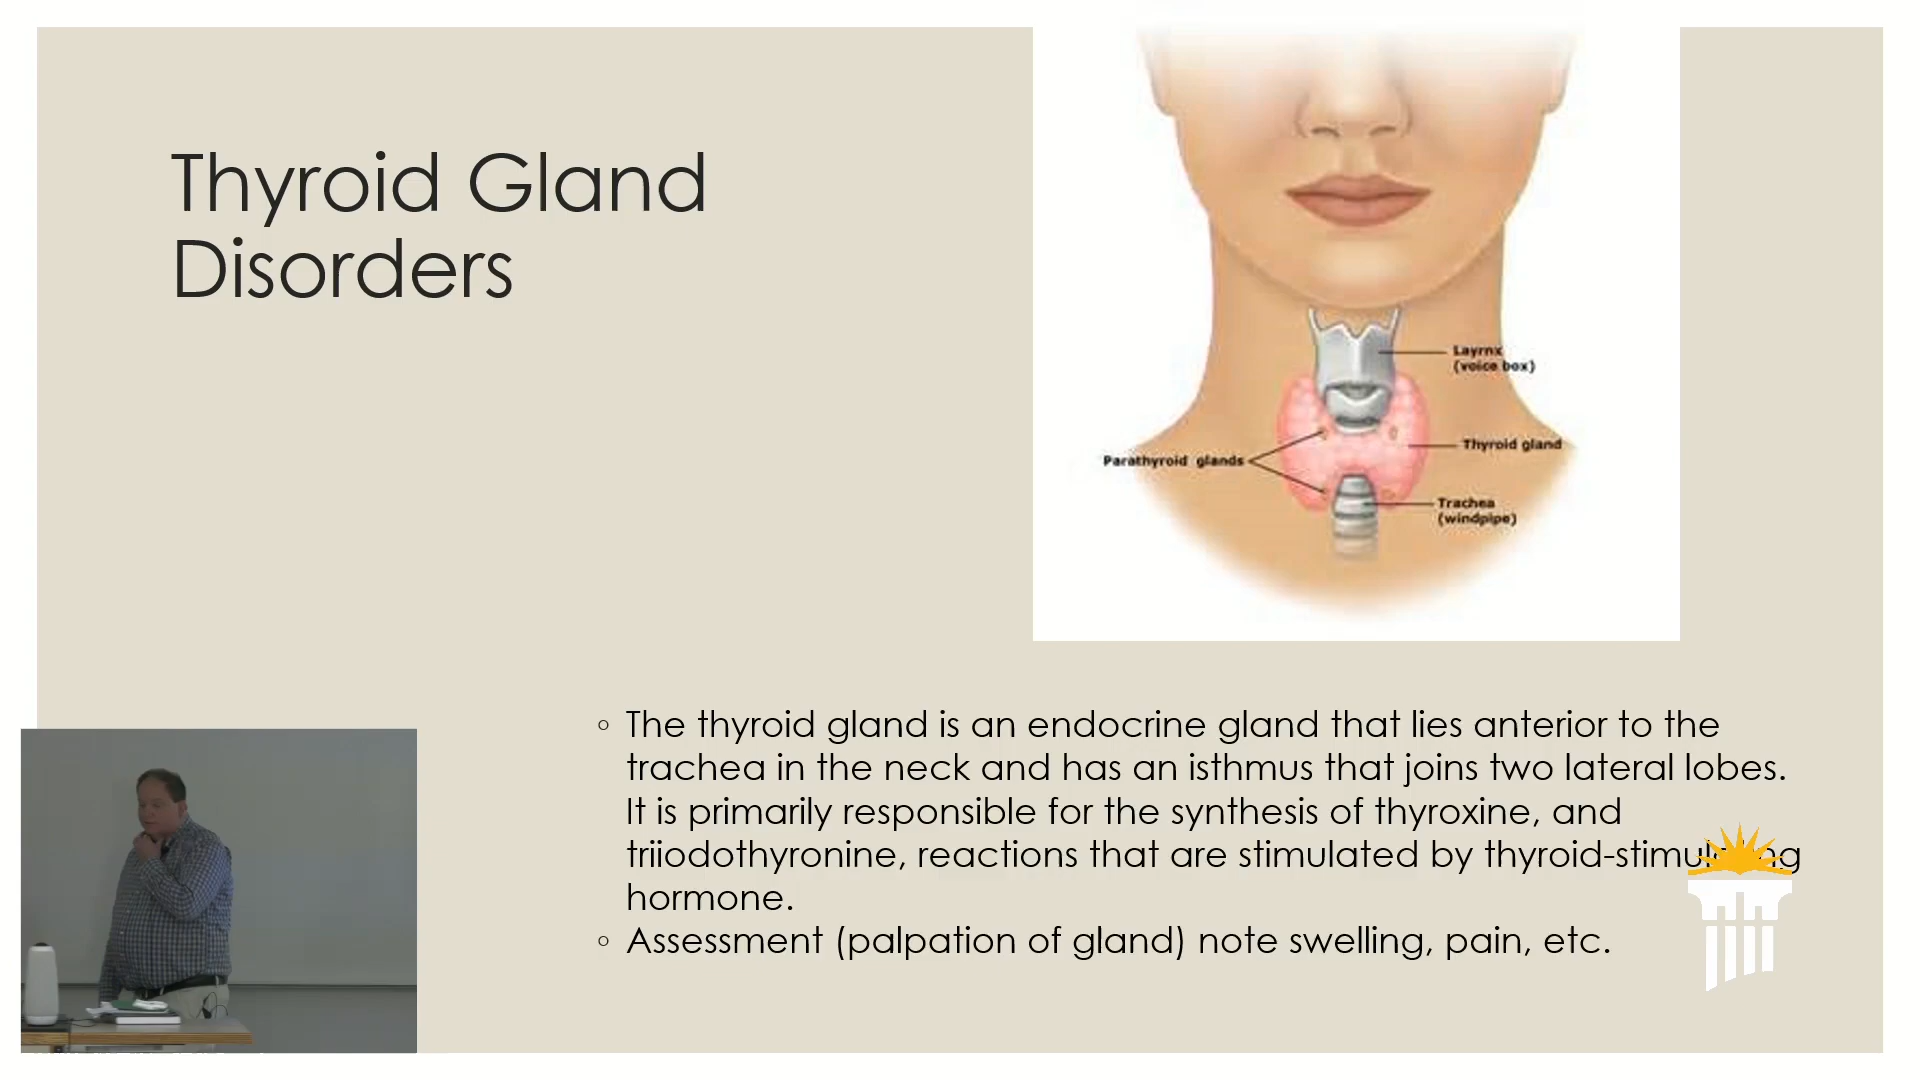 Thyroid Gland
Disorders
Layrnx
(voice box)
Thyroid gland
Parathyroid glands
Trachea
(windpipe)
◦ The thyroid gland is an endocrine gland that lies anterior to the
trachea in the neck and has an isthmus that joins two lateral lobes.
It is primarily responsible for the synthesis of thyroxine, and
triiodothyronine, reactions that are stimulated by thyroid-stimulating
hormone.
◦ Assessment (palpation of gland) note swelling, pain, etc.